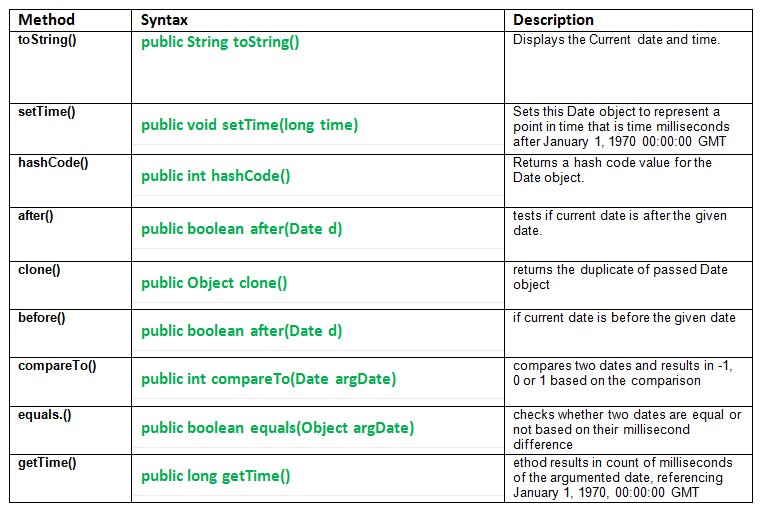 Method Syntax Description
toString() public String toString() Displays the Current date and time.
setTime() public void setTime(long time) Sets this Date object to represent a
point in time that is time milliseconds
after January 1, 1970 00:00:00 GMT
hashCode() public int hashCode() Returns a hash code value for the
Date object.
after() public boolean after(Date d) tests if current date is after the given
date.
clone() public Object clone() returns the duplicate of passed Date
object
before() public boolean after(Date d) if current date is before the given date
compareTo() public int compareTo(Date argDate) compares two dates and results in -1,
0 or 1 based on the comparison
equals.() public boolean equals(Object argDate) checks whether two dates are equal or
not based on their millisecond
difference
getTime() public long getTime() ethod results in count of milliseconds
of the argumented date, referencing
January 1, 1970, 00:00:00 GMT